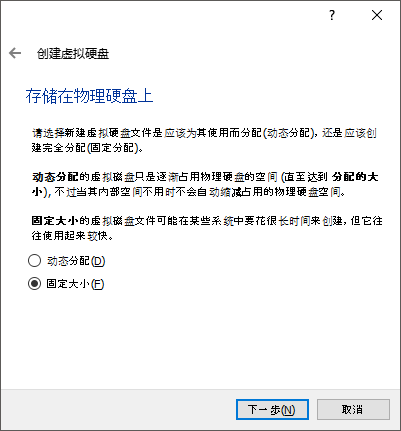 ?
创建虚拟硬盘
存储在物理硬盘上
请选择新建虚拟硬盘文件是应该为其使用而分配(动态分配)，还是应该创
建完全分配(固定分配)。
动态分配的虚拟磁盘只是逐渐占用物理硬盘的空间 (直至达到 分配的大
小)，不过当其内部空间不用时不会自动缩减占用的物理硬盘空间。
固定大小的虚拟磁盘文件可能在某些系统中要花很长时间来创建，但它往
往使用起来较快。
动态分配(D)
固定大小(F)
下一步(N)
取消